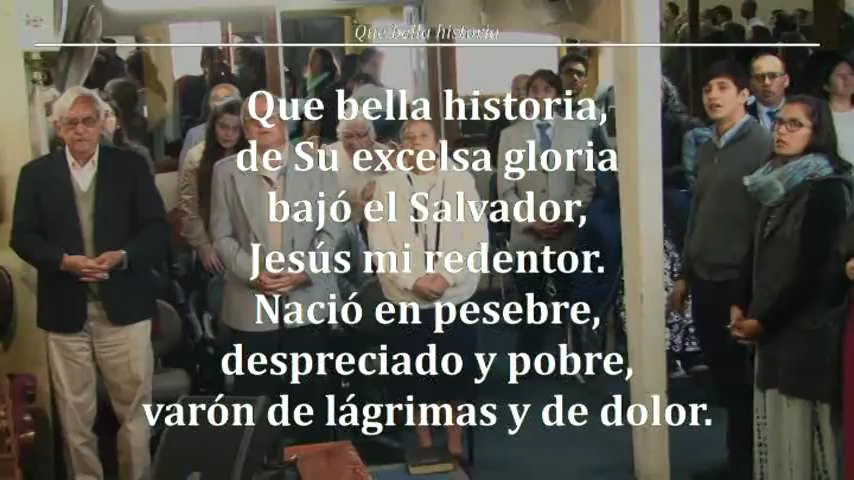 Que bella historia
Que bella historia,
de Su excelsa gloria
bajó el Salvador,
Jesús mi redentor.
Nació en pesebre,
despreciado y pobre,
varón de lágrimas y de dolor.